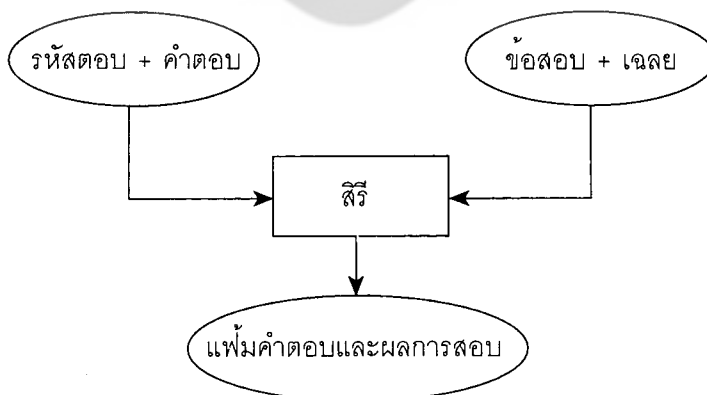 รหัสตอบ + คำตอบ
ข้อสอบ + เฉลย
สิรี
แฟ้มคำตอบและผลการสอบ